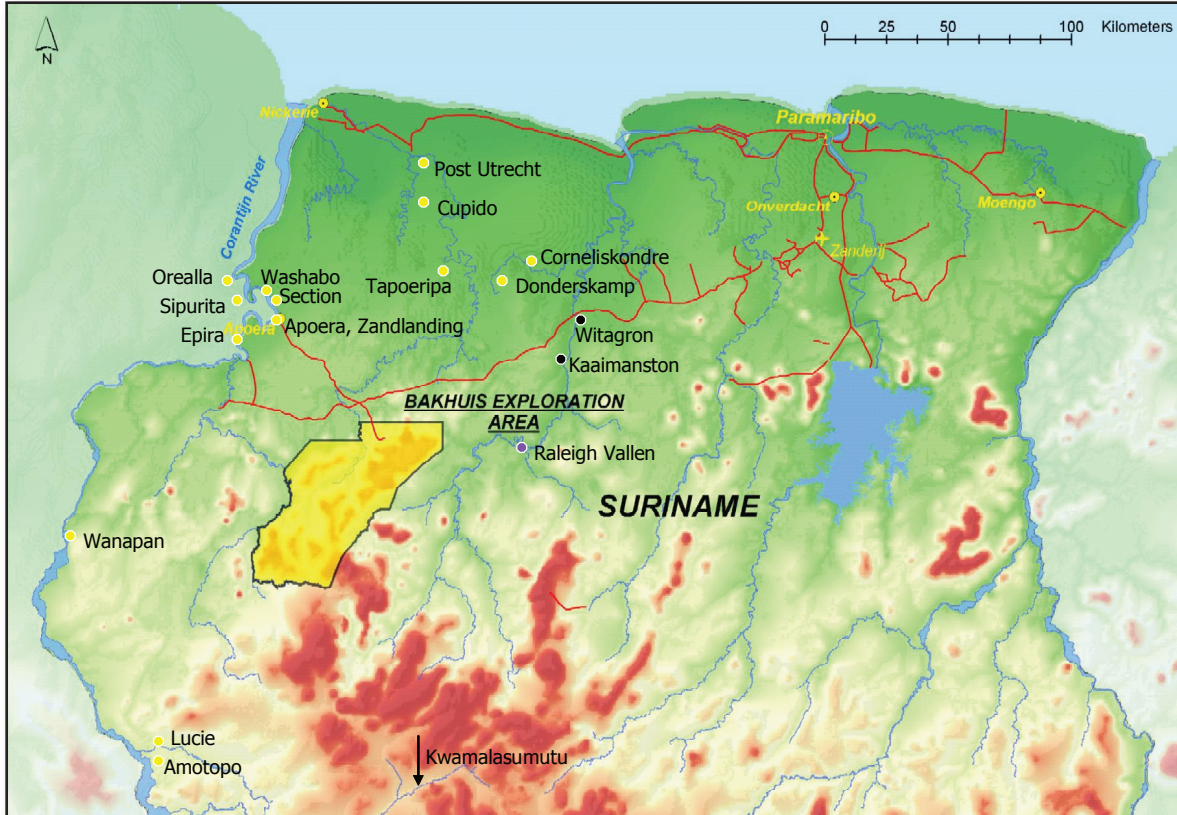 N
0 25 50 100 Kilometers
Nickerie
Paramaribo
Corantijn River
Post Utrecht
Cupido
Onverdacht
Moengo
Zanderij
Corneliskondre
Orealla
Washabo
Tapoeripa
Donderskamp
Sipurita
Section
Apoera
Apoera, Zandlanding
Epira
Witagron
Kaaimanston
BAKHUIS EXPLORATION
AREA
Raleigh Vallen
SURINAME
Wanapan
Lucie
Kwamalasumutu
Amotopo